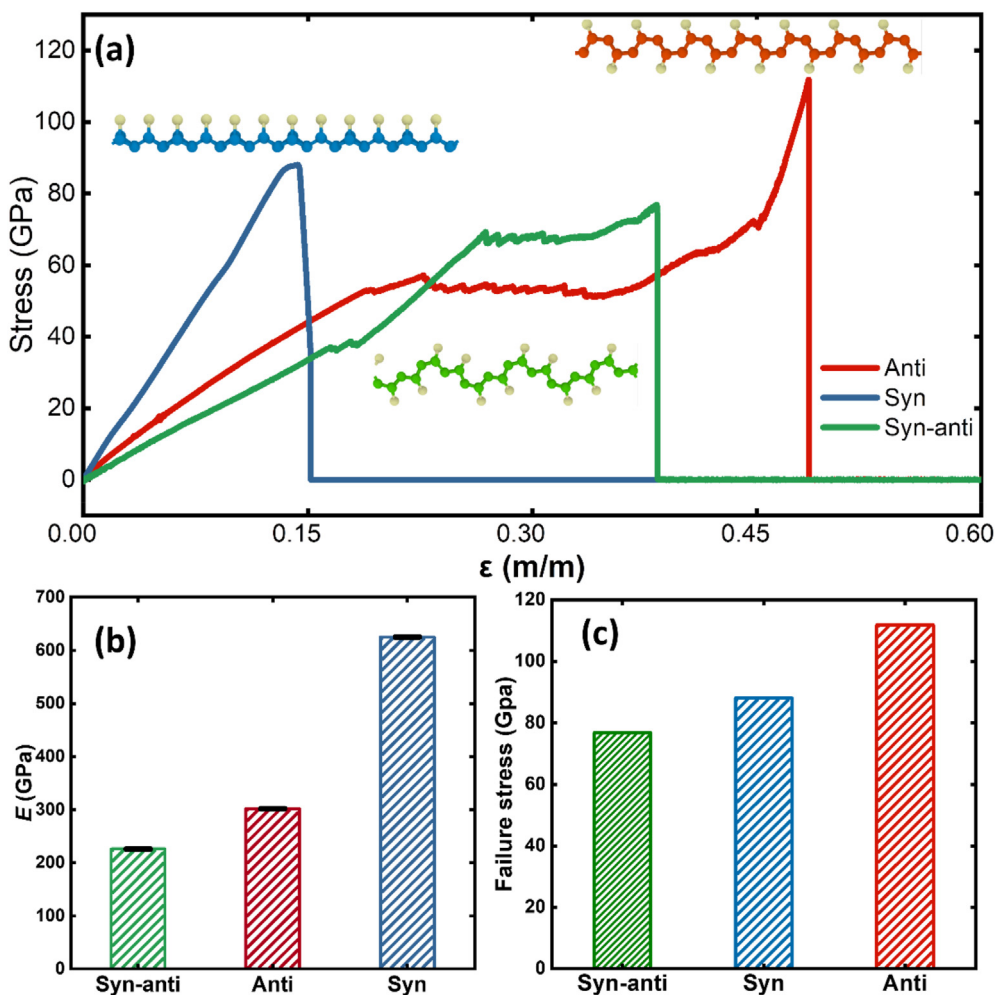 (a)
Stress (GPa)
120
100
80
60
40
20
0
Anti
Syn
Syn-anti
0.00 0.15 0.30 0.45 0.60
ε (m/m)
(b)
E (GPa)
700
600
500
400
300
200
100
0
Syn-anti Anti Syn
(c)
Failure stress (Gpa)
120
100
80
60
40
20
0
Syn-anti Syn Anti